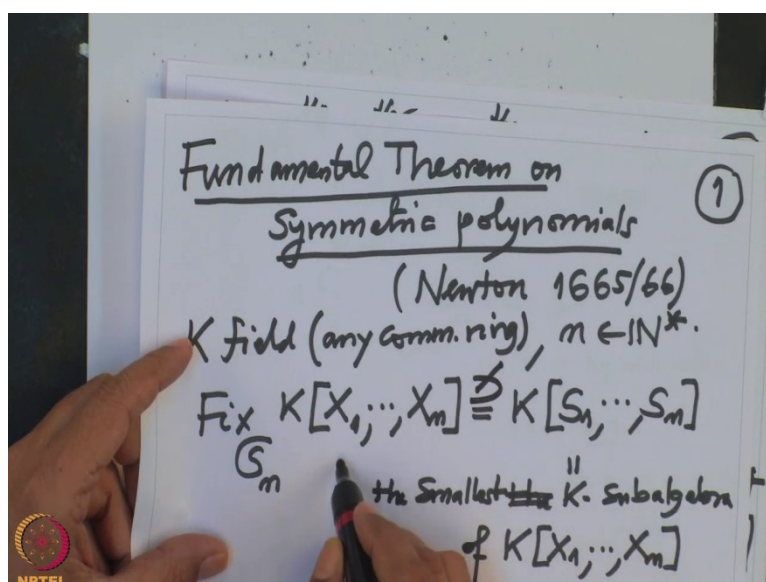 Fundamental Theorem on
①
Symmetric polynomials
(Newton 1665/66)
K field (any comm. ring), n ∈ ℕ*.
Fix K[X₁,…,Xₙ] ⊇ K[S₁,…,Sₙ]
𝔖ₙ
=
the smallest K-subalgebra
of K[X₁,…,Xₙ]
NPTEL